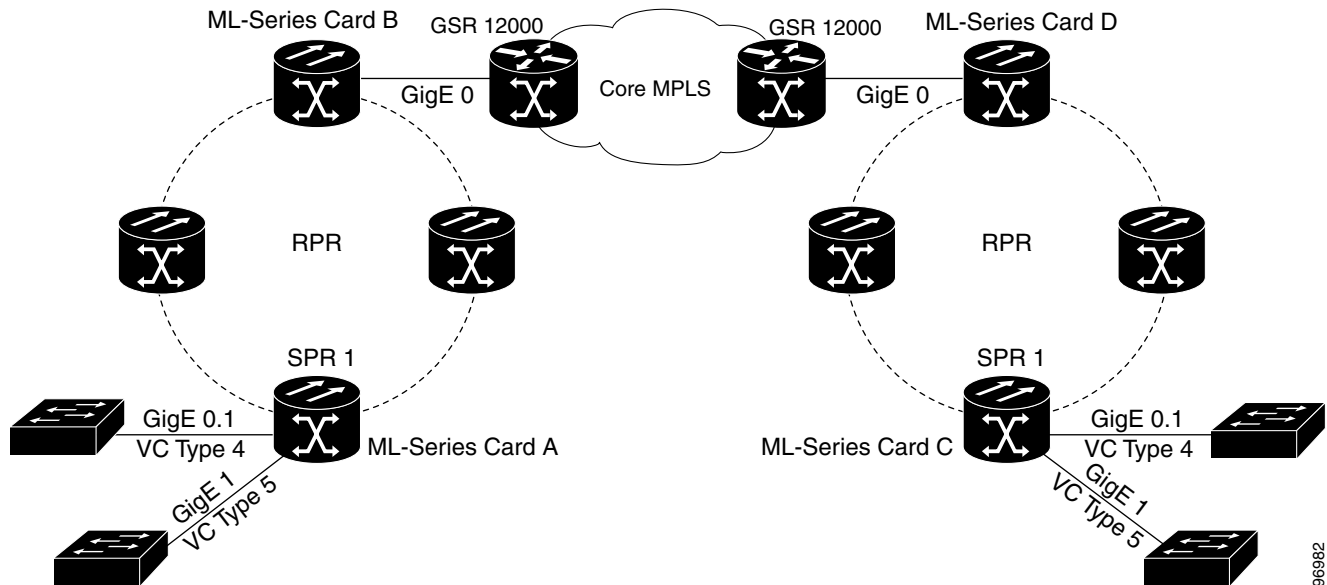 ML-Series Card B
GSR 12000
GSR 12000
ML-Series Card D
GigE 0
Core MPLS
GigE 0
RPR
RPR
SPR 1
SPR 1
GigE 0.1
VC Type 4
ML-Series Card A
ML-Series Card C
GigE 0.1
VC Type 4
GigE 1
VC Type 5
GigE 1
VC Type 5
96982